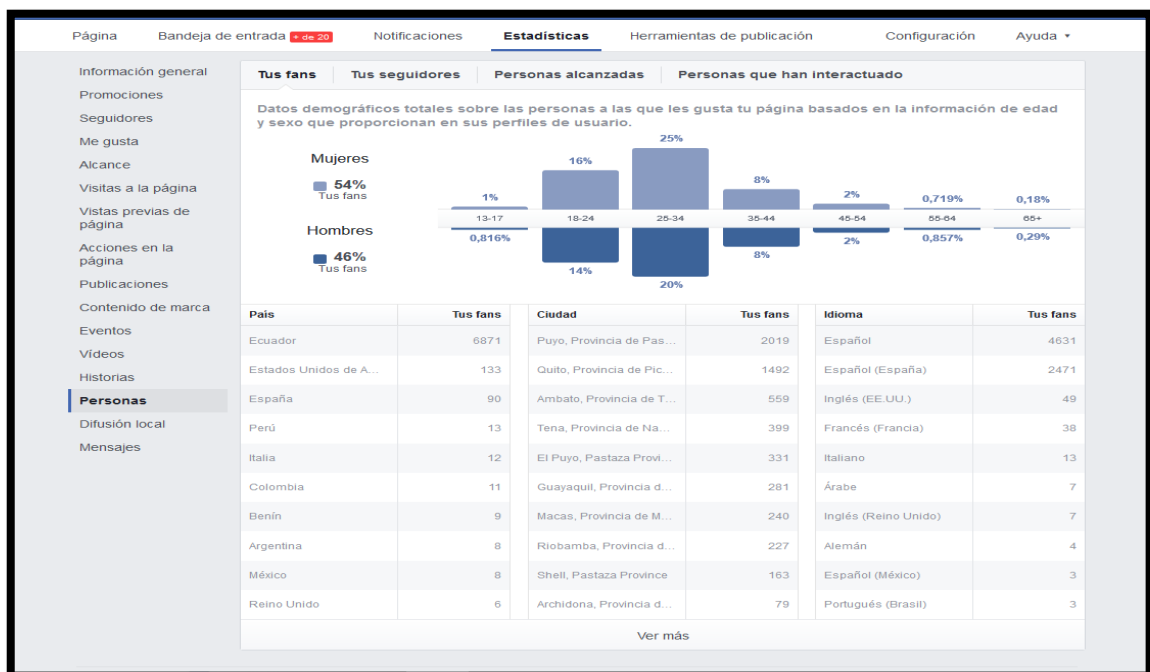 Página Bandeja de entrada + de 20 Notificaciones Estadísticas Herramientas de publicación Configuración Ayuda
Información general
Promociones
Seguidores
Me gusta
Alcance
Visitas a la página
Vistas previas de
página
Acciones en la
página
Publicaciones
Contenido de marca
Eventos
Vídeos
Historias
Personas
Difusión local
Mensajes
Tus fans Tus seguidores Personas alcanzadas Personas que han interactuado
Datos demográficos totales sobre las personas a las que les gusta tu página basados en la información de edad
y sexo que proporcionan en sus perfiles de usuario.
Mujeres
54%
Tus fans
1% 16% 25% 8% 2% 0,719% 0,18%
13-17 18-24 25-34 35-44 45-54 55-64 65+
Hombres
46%
Tus fans
0,816% 14% 20% 8% 2% 0,857% 0,29%
País Tus fans Ciudad Tus fans Idioma Tus fans
Ecuador 6871 Puyo, Provincia de Pas... 2019 Español 4631
Estados Unidos de A... 133 Quito, Provincia de Pic... 1492 Español (España) 2471
España 90 Ambato, Provincia de T... 559 Inglés (EE.UU.) 49
Perú 13 Tena, Provincia de Na... 399 Francés (Francia) 38
Italia 12 El Puyo, Pastaza Provi... 331 Italiano 13
Colombia 11 Guayaquil, Provincia d... 281 Árabe 7
Benín 9 Macas, Provincia de M... 240 Inglés (Reino Unido) 7
Argentina 8 Riobamba, Provincia d... 227 Alemán 4
México 8 Shell, Pastaza Province 163 Español (México) 3
Reino Unido 6 Archidona, Provincia d... 79 Portugués (Brasil) 3
Ver más